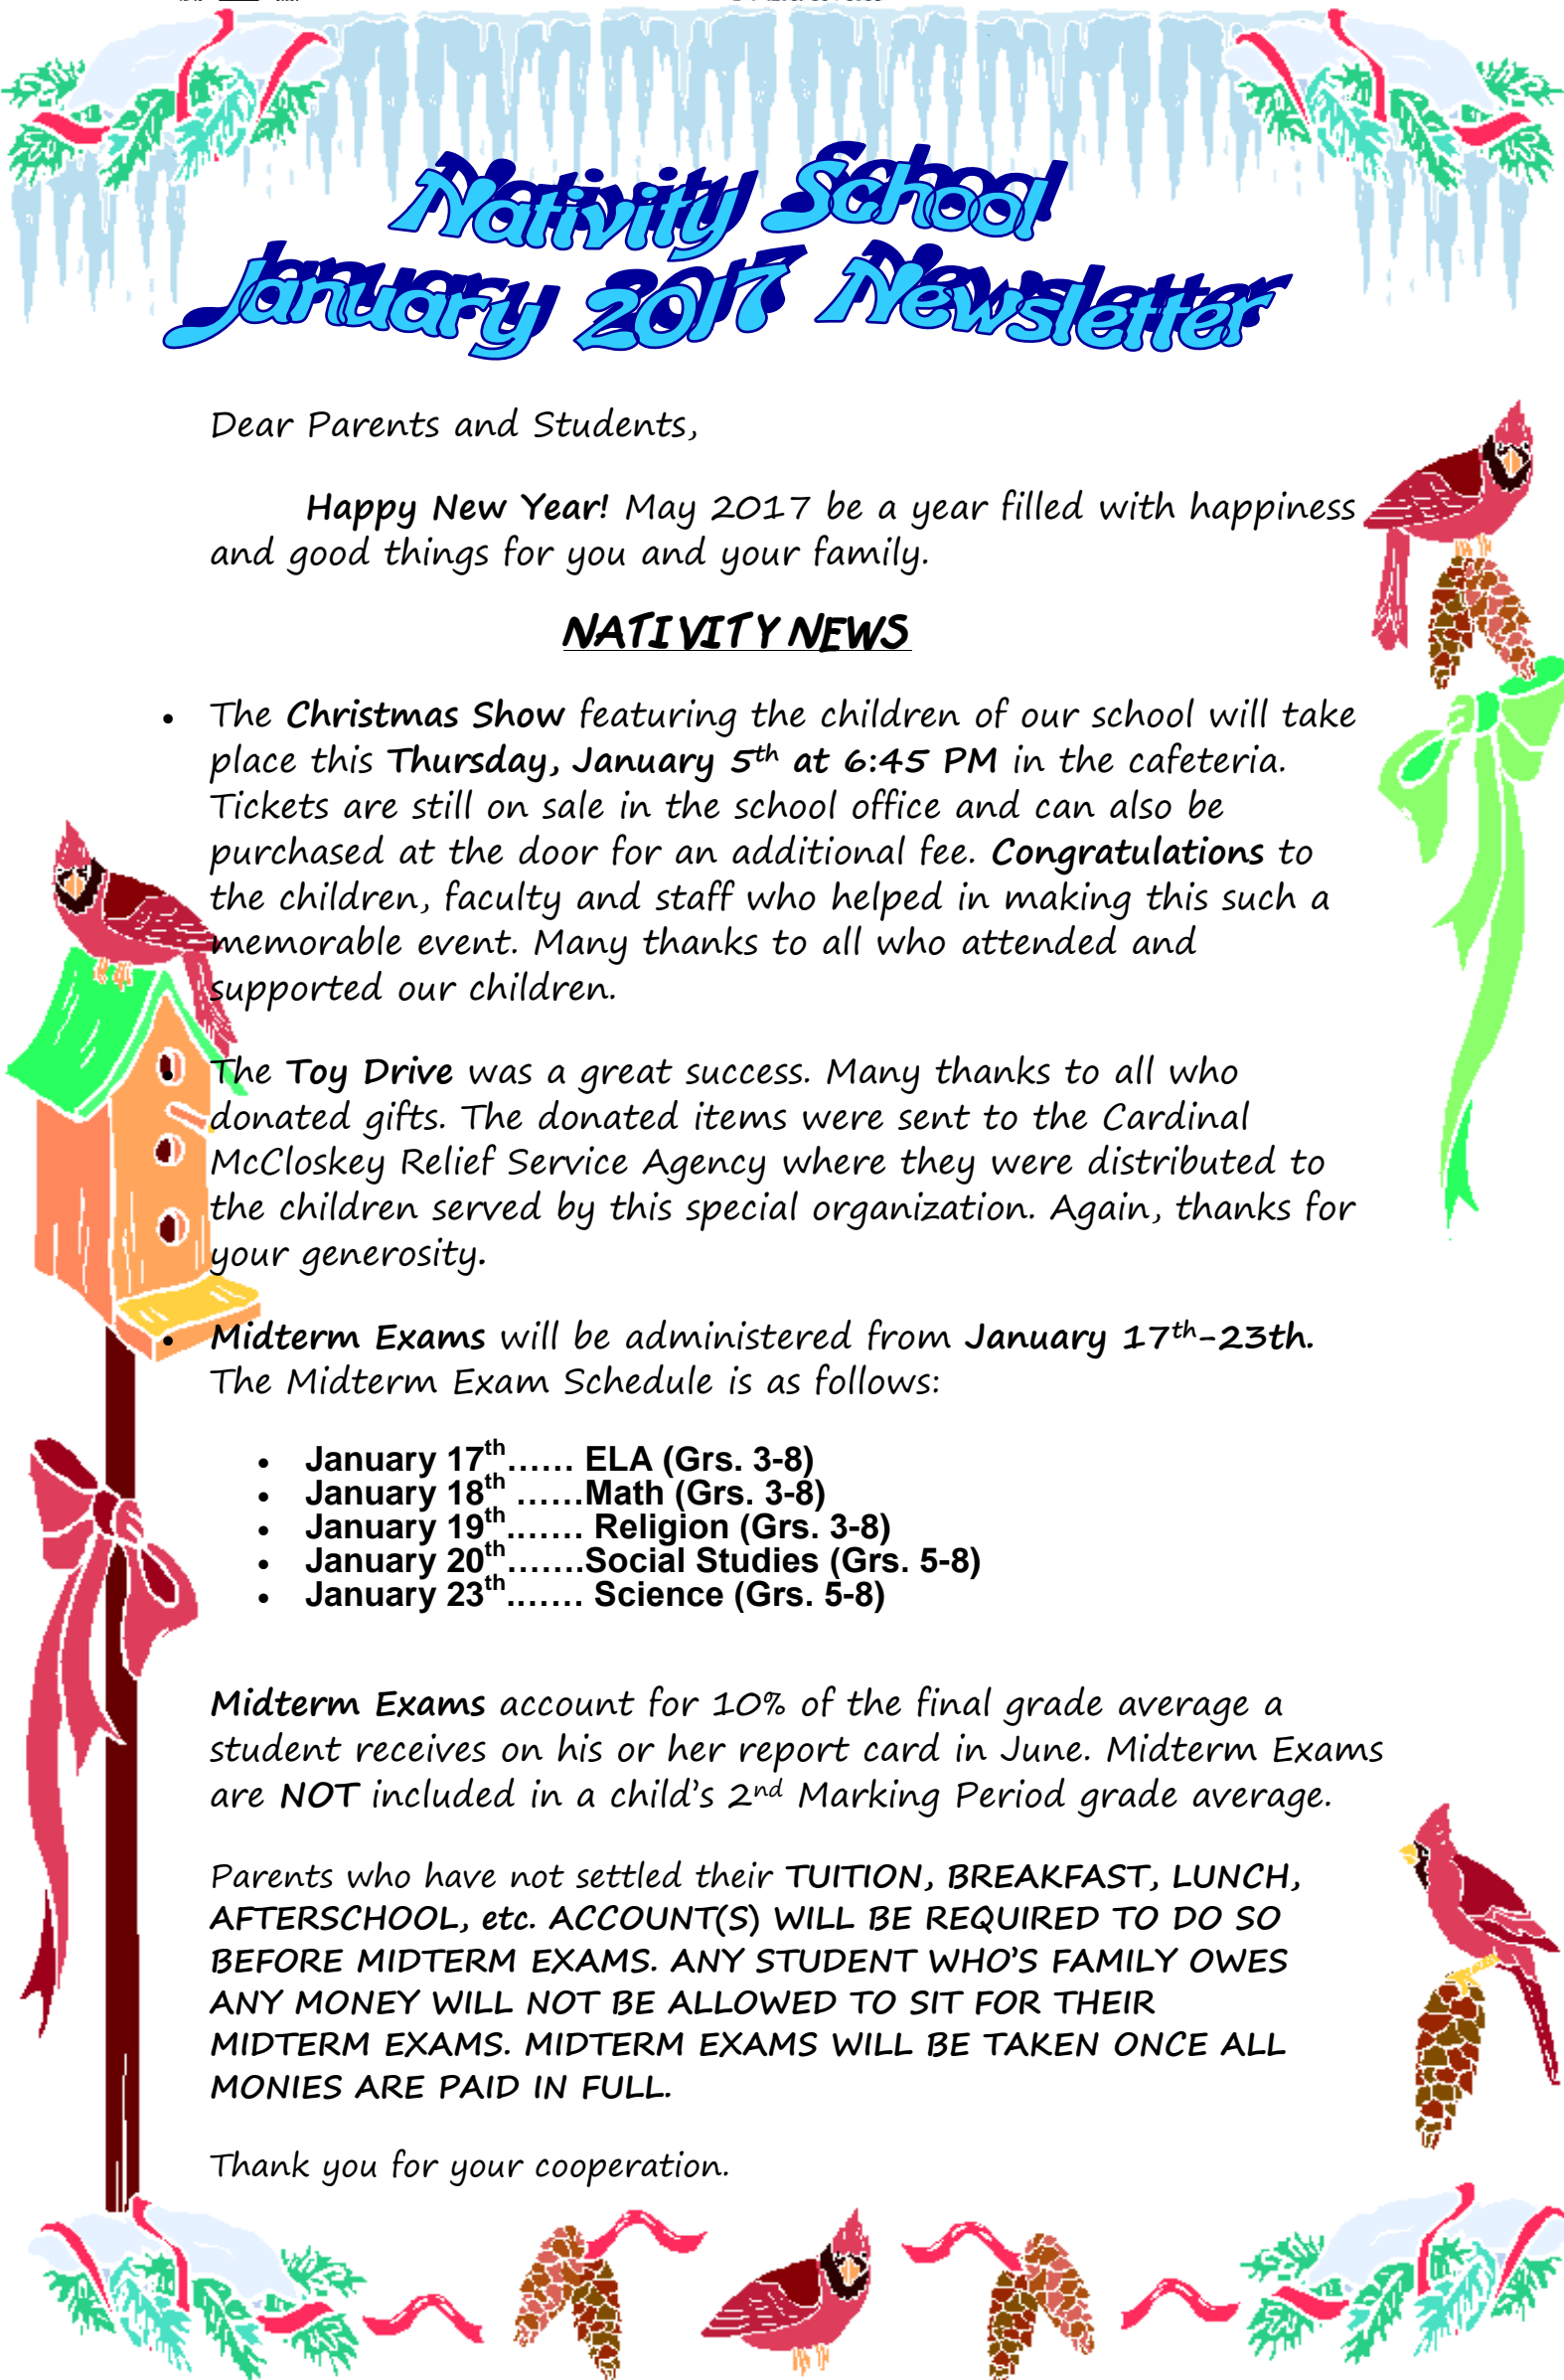 Nativity School
January 2017 Newsletter
Dear Parents and Students,
Happy New Year! May 2017 be a year filled with happiness
and good things for you and your family.
NATIVITY NEWS
• The Christmas Show featuring the children of our school will take
place this Thursday, January 5th at 6:45 PM in the cafeteria.
Tickets are still on sale in the school office and can also be
purchased at the door for an additional fee. Congratulations to
the children, faculty and staff who helped in making this such a
memorable event. Many thanks to all who attended and
supported our children.
• The Toy Drive was a great success. Many thanks to all who
donated gifts. The donated items were sent to the Cardinal
McCloskey Relief Service Agency where they were distributed to
the children served by this special organization. Again, thanks for
your generosity.
• Midterm Exams will be administered from January 17th-23th.
The Midterm Exam Schedule is as follows:
• January 17th…… ELA (Grs. 3-8)
• January 18th ……Math (Grs. 3-8)
• January 19th.…… Religion (Grs. 3-8)
• January 20th.……Social Studies (Grs. 5-8)
• January 23th.…… Science (Grs. 5-8)
Midterm Exams account for 10% of the final grade average a
student receives on his or her report card in June. Midterm Exams
are NOT included in a child’s 2nd Marking Period grade average.
Parents who have not settled their TUITION, BREAKFAST, LUNCH,
AFTERSCHOOL, etc. ACCOUNT(S) WILL BE REQUIRED TO DO SO
BEFORE MIDTERM EXAMS. ANY STUDENT WHO’S FAMILY OWES
ANY MONEY WILL NOT BE ALLOWED TO SIT FOR THEIR
MIDTERM EXAMS. MIDTERM EXAMS WILL BE TAKEN ONCE ALL
MONIES ARE PAID IN FULL.
Thank you for your cooperation.